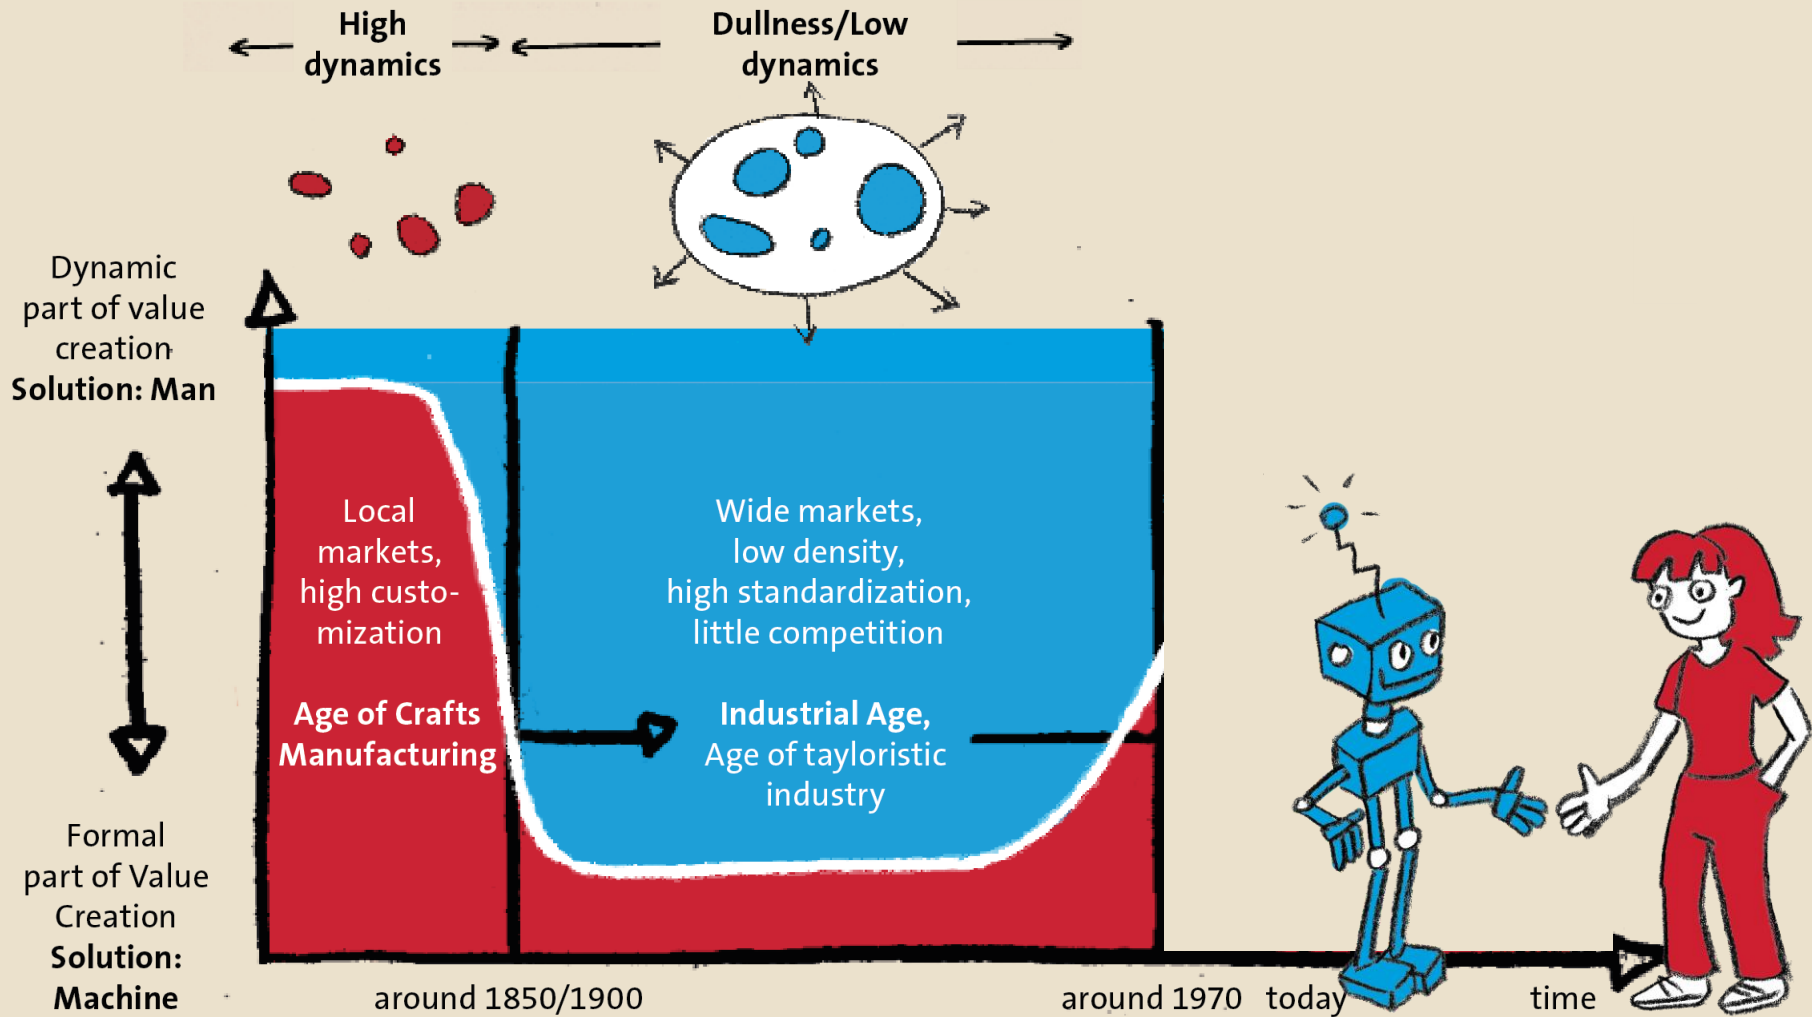 High
dynamics
Dullness/Low
dynamics
Dynamic
part of value
creation
Solution: Man
Formal
part of Value
Creation
Solution:
Machine
Local
markets,
high custo-
mization
Age of Crafts
Manufacturing
Wide markets,
low density,
high standardization,
little competition
Industrial Age,
Age of tayloristic
industry
around 1850/1900
around 1970
today
time